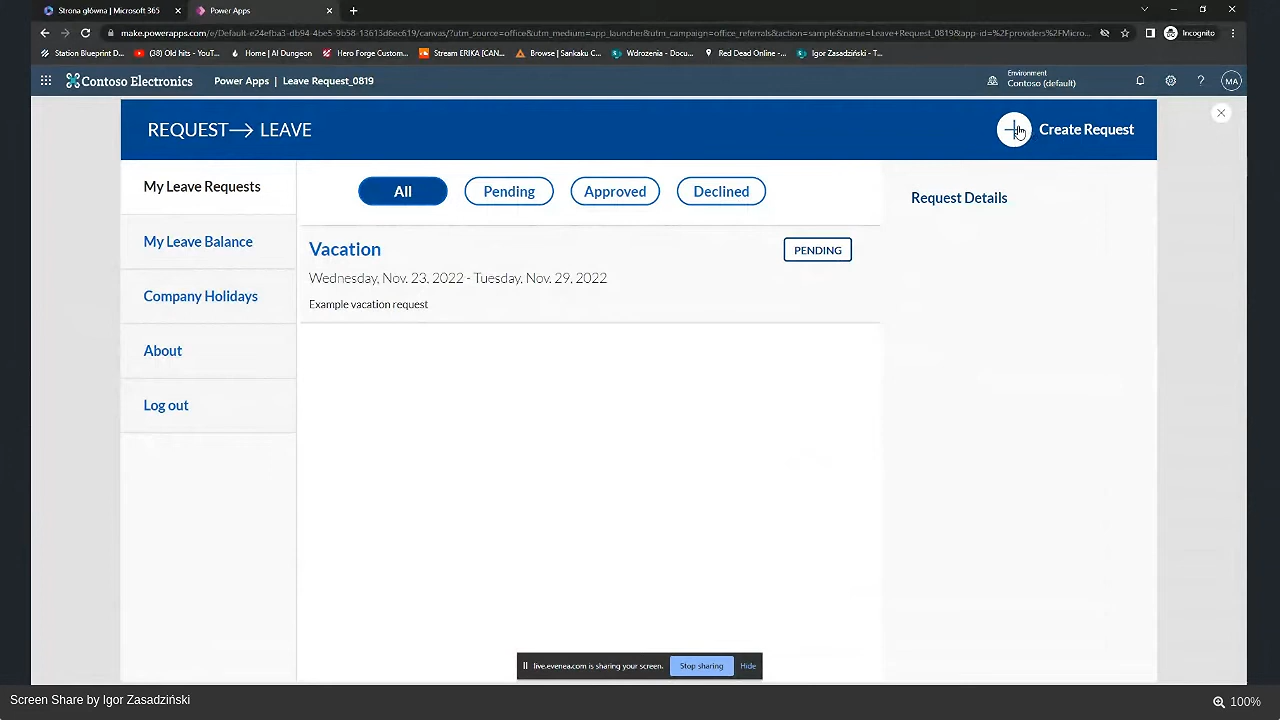 Strona główna | Microsoft 365
Power Apps
make.powerapps.com/e/Default-e24efba3-db94-4be5-9b58-13613d6ec619/canvas/?utm_source=office&utm_medium=app_launcher&utm_campaign=office_referrals&action=sample&name=Leave+Request_0819&app-id=%2Fproviders%2FMicro...
Incognito
Station Blueprint D...
(38) Old hits - YouT...
Home | AI Dungeon
Hero Forge Custom...
Stream ERIKA [CAN...
Browse | Sankaku C...
Wdrozenia - Docu...
Red Dead Online -...
Igor Zasadziński - T...
Contoso Electronics
Power Apps | Leave Request_0819
Environment
Contoso (default)
MA
REQUEST→ LEAVE
Create Request
My Leave Requests
My Leave Balance
Company Holidays
About
Log out
All
Pending
Approved
Declined
Vacation
PENDING
Wednesday, Nov. 23, 2022 - Tuesday, Nov. 29, 2022
Example vacation request
Request Details
live.evenea.com is sharing your screen.
Stop sharing
Hide
Screen Share by Igor Zasadziński
100%